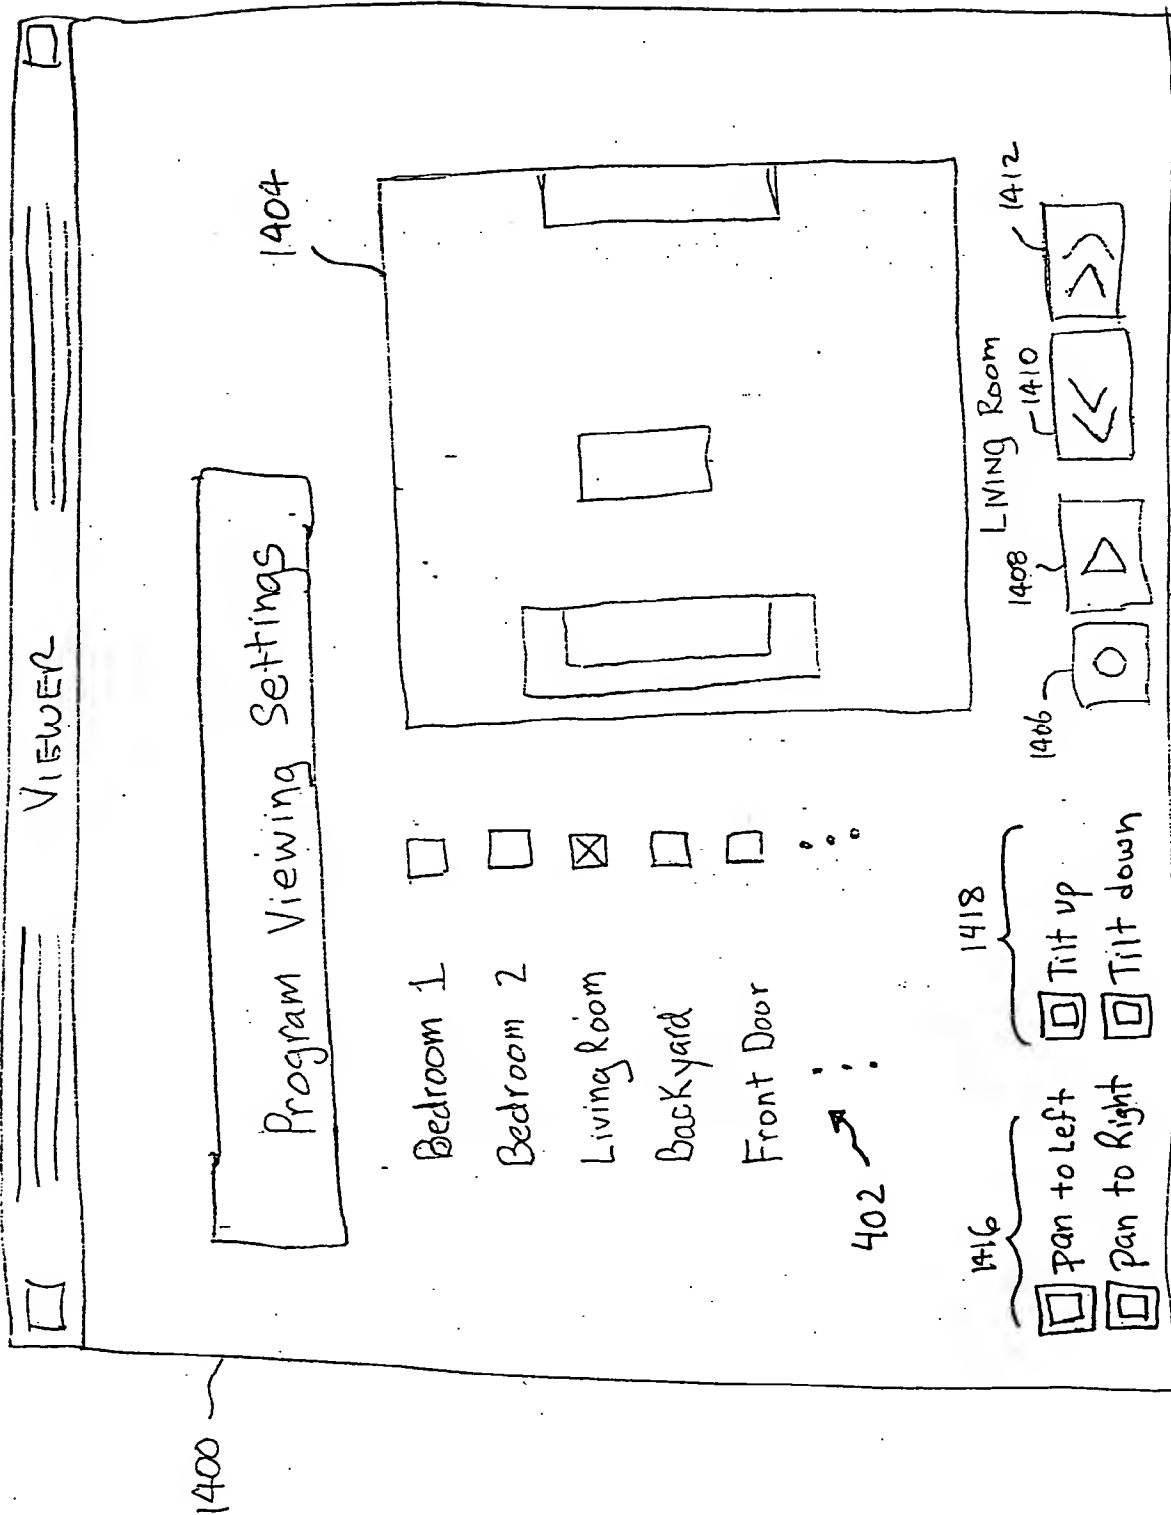 VIEWER
1400
Program Viewing Settings
1404
Bedroom 1
Bedroom 2
Living Room
Backyard
Front Door
402
LIVING Room
1416
1418
1406
1408
1410
1412
Pan to Left
Tilt up
Pan to Right
Tilt down